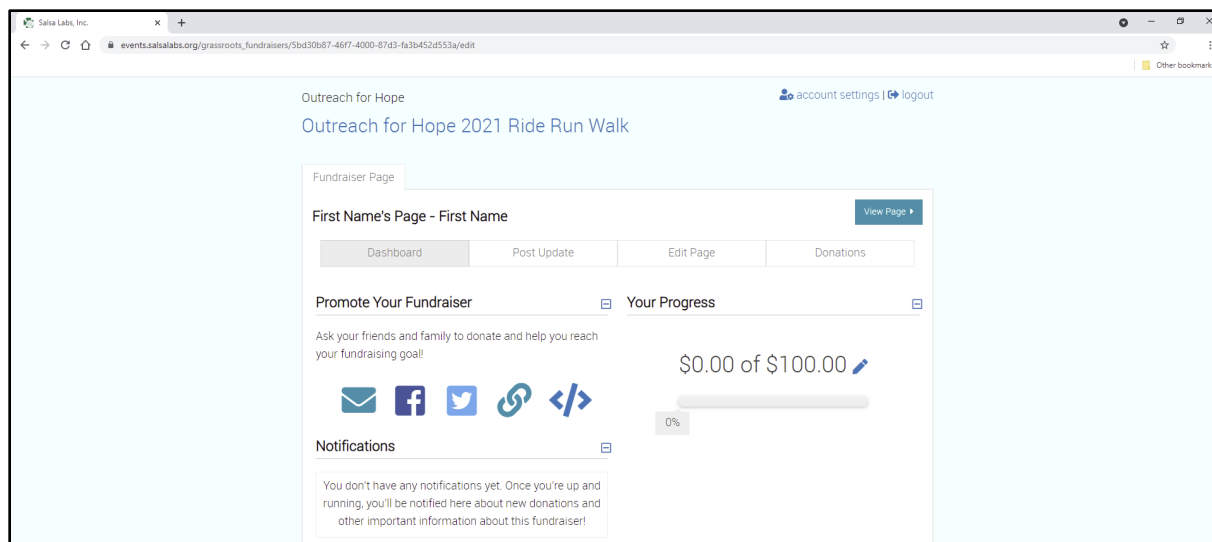 Salsa Labs, Inc.
events.salsalabs.org/grassroots_fundraisers/5bd30b87-46f7-4000-87d3-fa3b452d553a/edit
Other bookmark
Outreach for Hope
account settings | logout
Outreach for Hope 2021 Ride Run Walk
Fundraiser Page
First Name's Page - First Name
View Page
Dashboard
Post Update
Edit Page
Donations
Promote Your Fundraiser
Ask your friends and family to donate and help you reach
your fundraising goal!
Notifications
You don't have any notifications yet. Once you're up and
running, you'll be notified here about new donations and
other important information about this fundraiser!
Your Progress
$0.00 of $100.00
0%